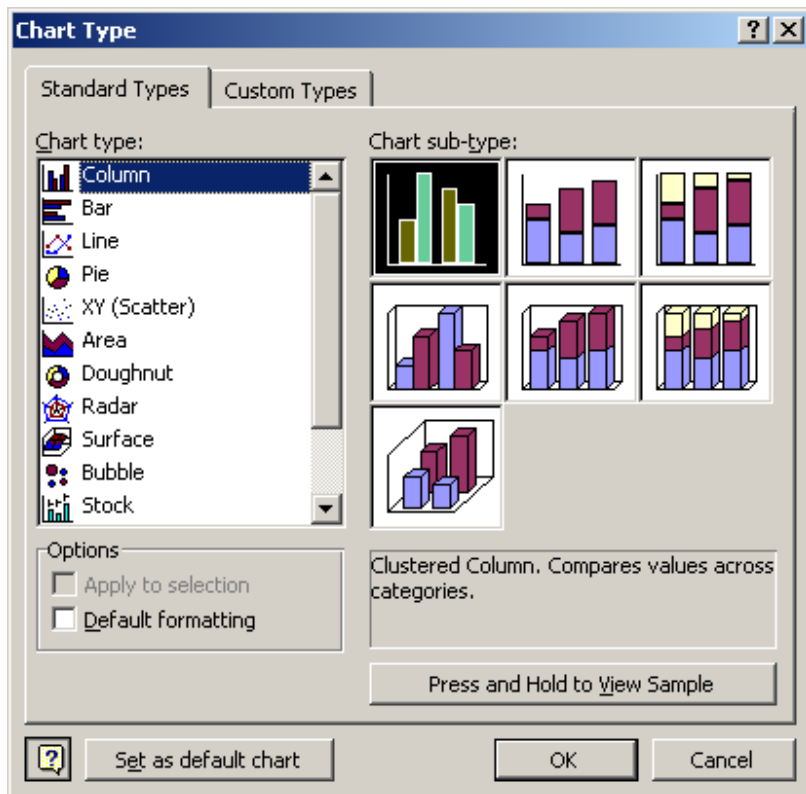 Chart Type
Standard Types
Custom Types
Chart type:
Column
Bar
Line
Pie
XY (Scatter)
Area
Doughnut
Radar
Surface
Bubble
Stock
Chart sub-type:
Options
Apply to selection
Default formatting
Clustered Column. Compares values across
categories.
Press and Hold to View Sample
Set as default chart
OK
Cancel